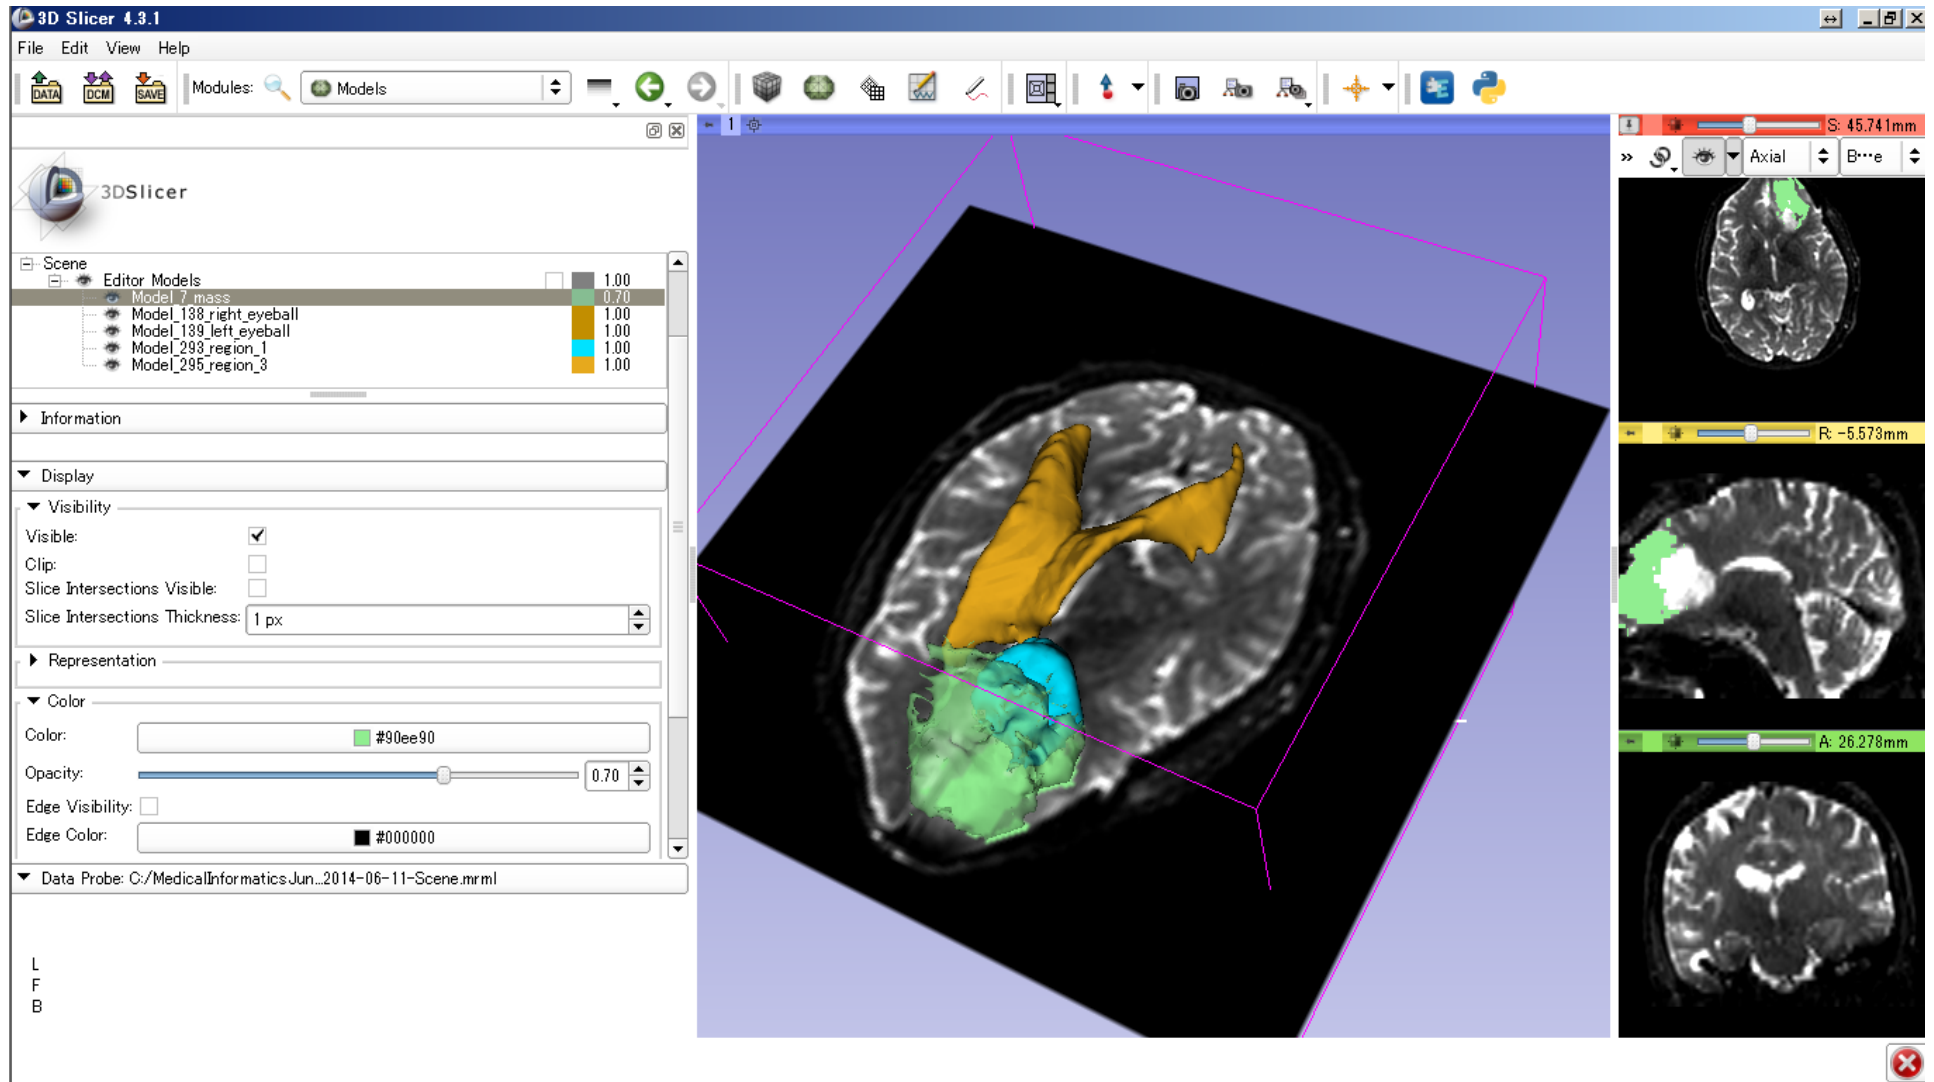 3D Slicer 4.3.1
File Edit View Help
DATA DCM SAVE Modules: Models
1
3DSlicer
Scene
Editor Models 1.00
Model_7_mass 0.70
Model_138_right_eyeball 1.00
Model_139_left_eyeball 1.00
Model_293_region_1 1.00
Model_295_region_3 1.00
Information
Display
Visibility
Visible:
Clip:
Slice Intersections Visible:
Slice Intersections Thickness: 1 px
Representation
Color
Color: #90ee90
Opacity: 0.70
Edge Visibility:
Edge Color: #000000
Data Probe: C:/MedicalInformaticsJun...2014-06-11-Scene.mrml
L
F
B
S: 45.741mm
Axial B···e
R: -5.573mm
A: 26.278mm